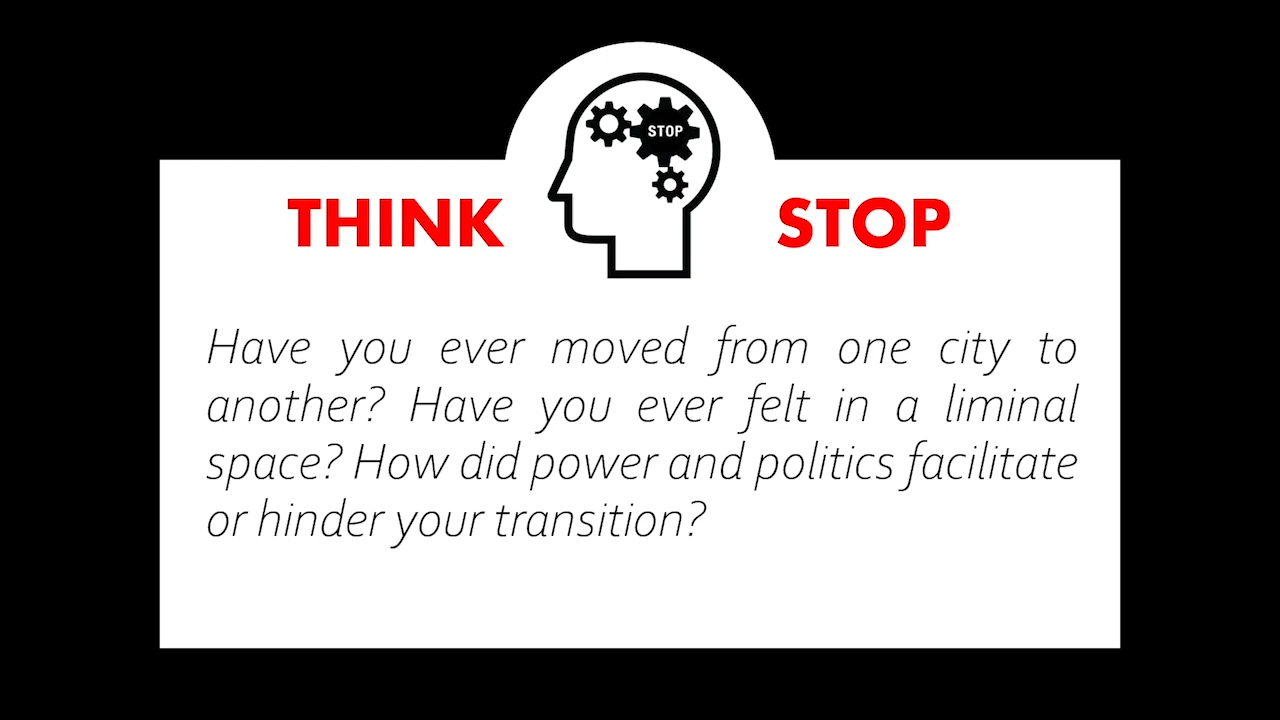 STOP
THINK STOP
Have you ever moved from one city to
another? Have you ever felt in a liminal
space? How did power and politics facilitate
or hinder your transition?